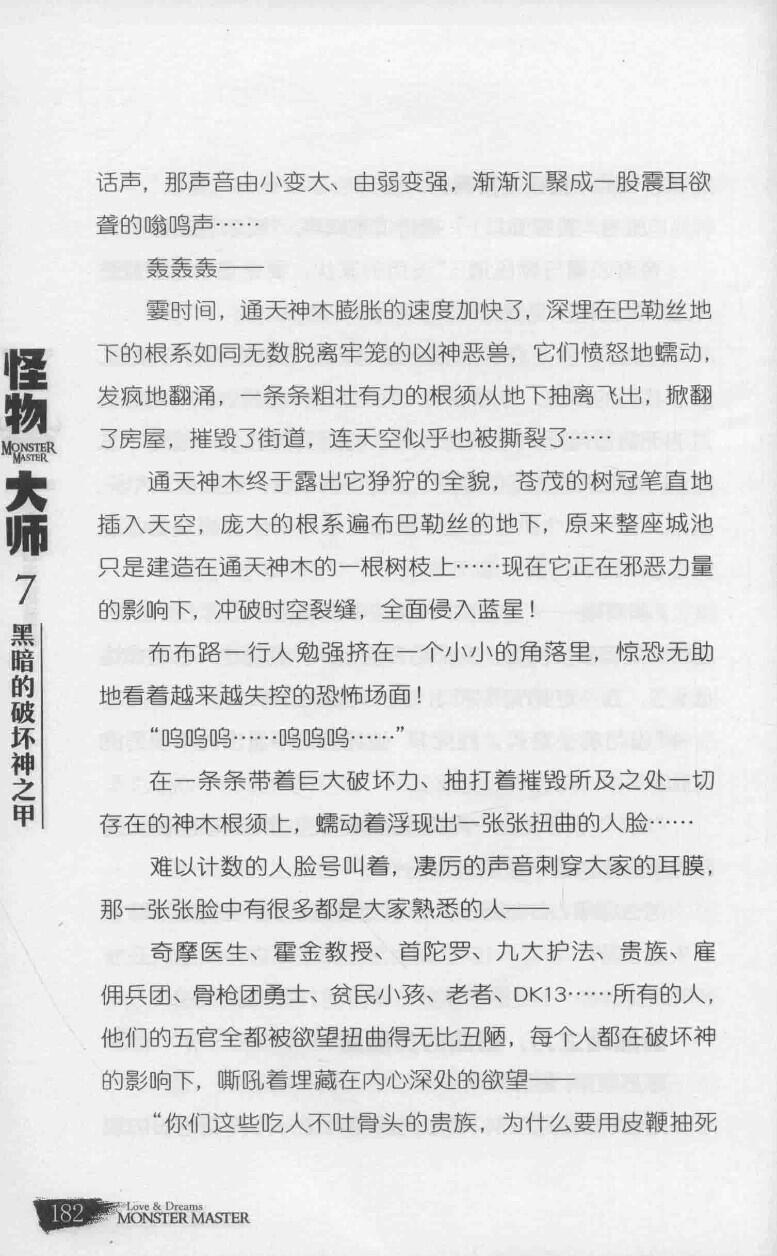 话声，那声音由小变大、由弱变强，渐渐汇聚成一股震耳欲
聋的嗡鸣声……
轰轰轰——
霎时间，通天神木膨胀的速度加快了，深埋在巴勒丝地
下的根系如同无数脱离牢笼的凶神恶兽，它们愤怒地蠕动，
发疯地翻涌，一条条粗壮有力的根须从地下抽离飞出，掀翻
了房屋，摧毁了街道，连天空似乎也被撕裂了……
通天神木终于露出它狰狞的全貌，苍茂的树冠笔直地
插入天空，庞大的根系遍布巴勒丝的地下，原来整座城池
只是建造在通天神木的一根树枝上……现在它正在邪恶力量
的影响下，冲破时空裂缝，全面侵入蓝星！
布布路一行人勉强挤在一个小小的角落里，惊恐无助
地看着越来越失控的恐怖场面！
“呜呜呜……呜呜呜……”
在一条条带着巨大破坏力、抽打着摧毁所及之处一切
存在的神木根须上，蠕动着浮现出一张张扭曲的人脸……
难以计数的人脸号叫着，凄厉的声音刺穿大家的耳膜，
那一张张脸中有很多都是大家熟悉的人——
奇摩医生、霍金教授、首陀罗、九大护法、贵族、雇
佣兵团、骨枪团勇士、贫民小孩、老者、DK13……所有的人，
他们的五官全都被欲望扭曲得无比丑陋，每个人都在破坏神
的影响下，嘶吼着埋藏在内心深处的欲望——
“你们这些吃人不吐骨头的贵族，为什么要用皮鞭抽死
怪物
MONSTER
MASTER
大师
7
黑暗的破坏神之甲
182
Love & Dreams
MONSTER MASTER